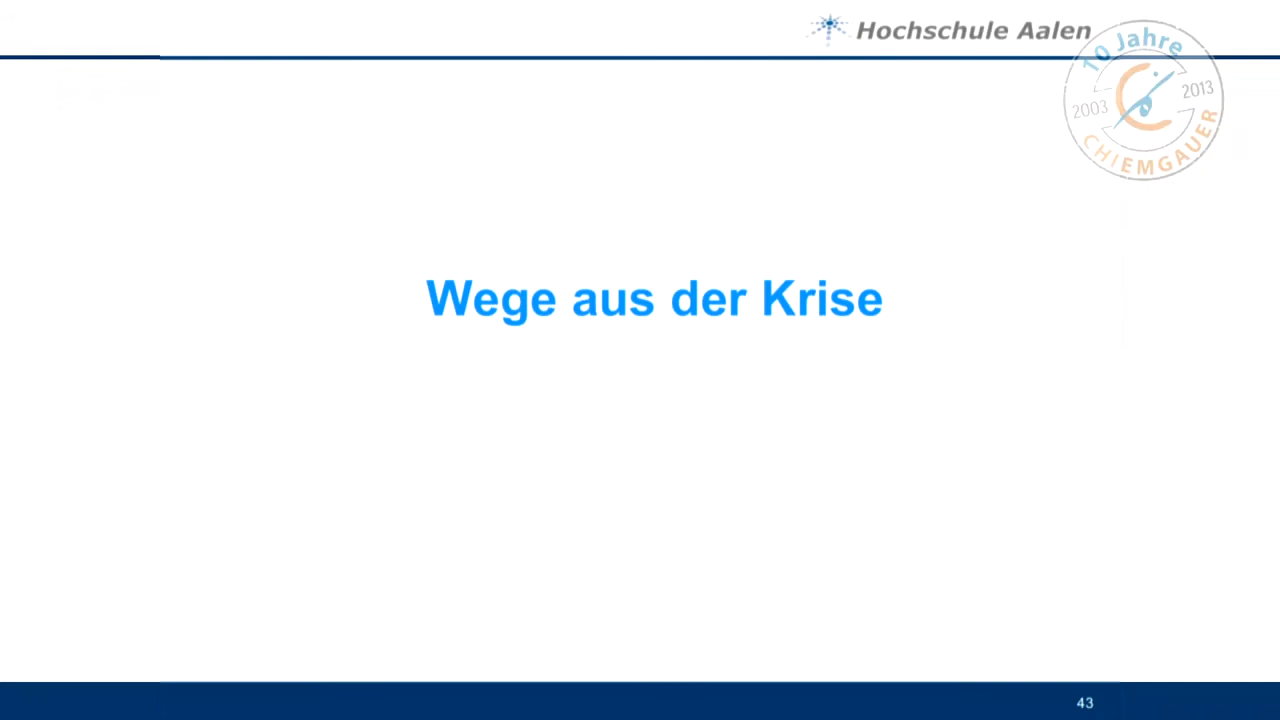 Hochschule Aalen
10 Jahre
2003
2013
CHIEMGAUER
Wege aus der Krise
43